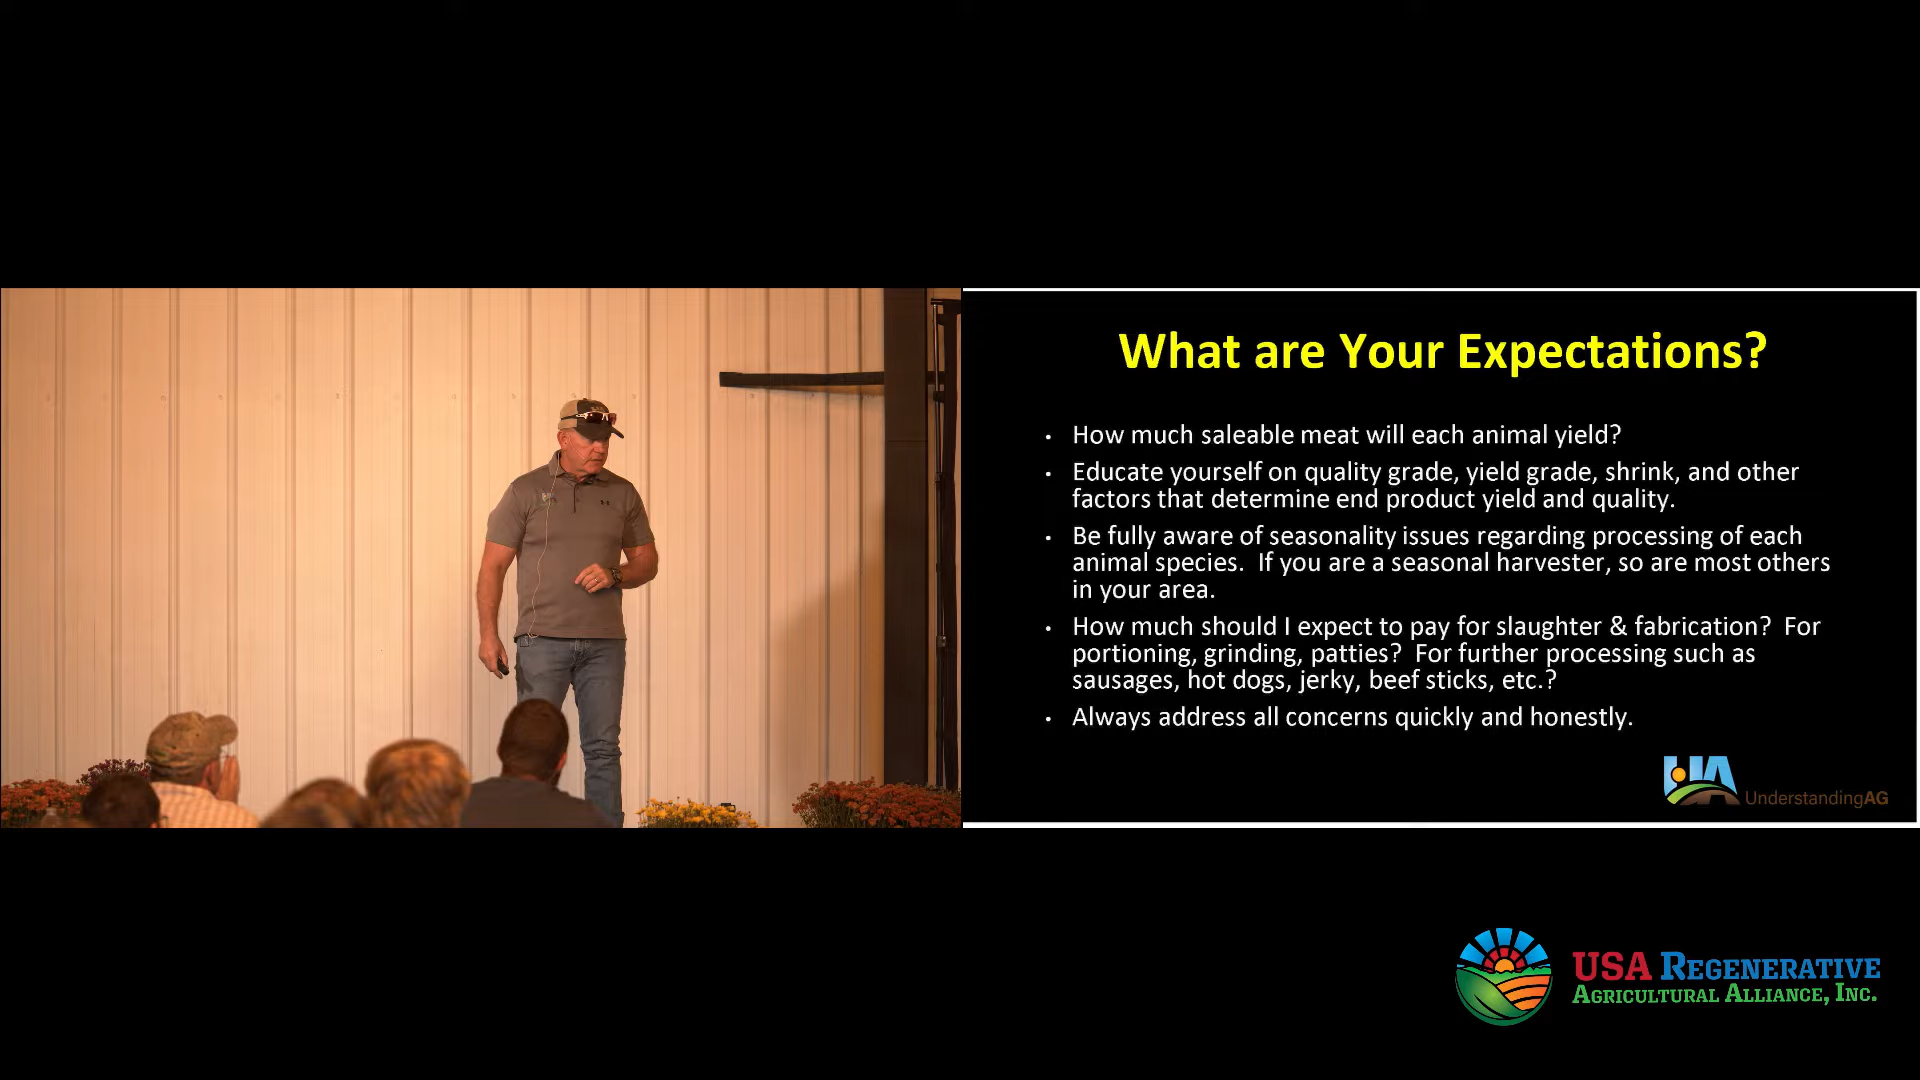 What are Your Expectations?
• How much saleable meat will each animal yield?
• Educate yourself on quality grade, yield grade, shrink, and other
factors that determine end product yield and quality.
• Be fully aware of seasonality issues regarding processing of each
animal species.  If you are a seasonal harvester, so are most others
in your area.
• How much should I expect to pay for slaughter & fabrication?  For
portioning, grinding, patties?  For further processing such as
sausages, hot dogs, jerky, beef sticks, etc.?
• Always address all concerns quickly and honestly.
UA UnderstandingAG
USA REGENERATIVE
AGRICULTURAL ALLIANCE, INC.